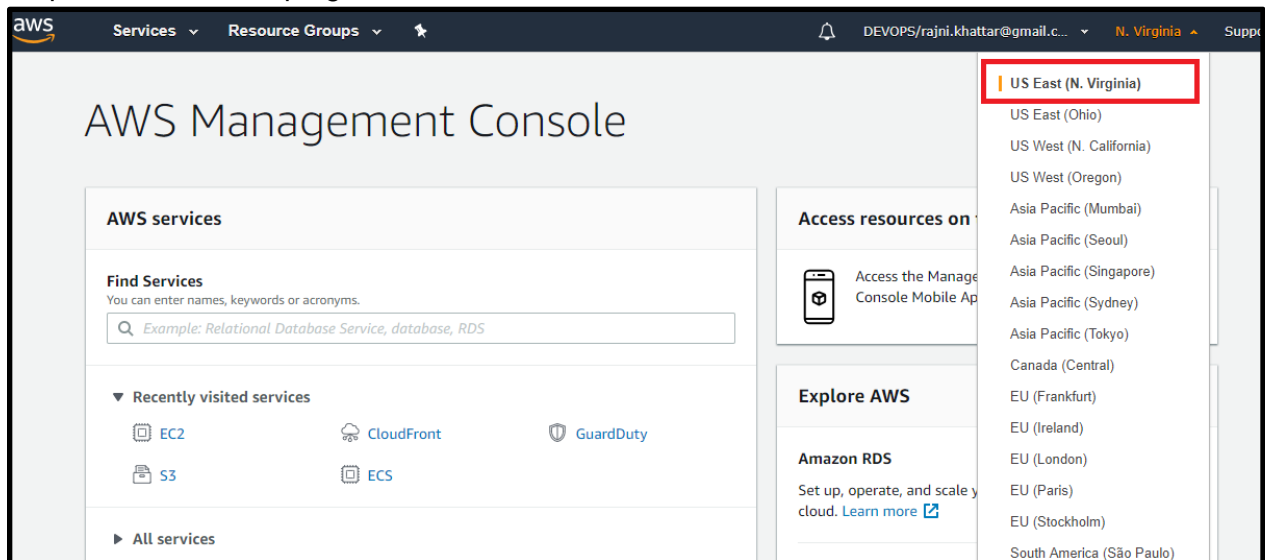 aws
Services
Resource Groups
DEVOPS/rajni.khattar@gmail.c...
N. Virginia
AWS Management Console
AWS services
Find Services
You can enter names, keywords or acronyms.
Example: Relational Database Service, database, RDS
Recently visited services
EC2
CloudFront
GuardDuty
S3
ECS
All services
Access resources on
Access the Manage
Console Mobile Ap
Explore AWS
Amazon RDS
Set up, operate, and scale y
cloud. Learn more
US East (N. Virginia)
US East (Ohio)
US West (N. California)
US West (Oregon)
Asia Pacific (Mumbai)
Asia Pacific (Seoul)
Asia Pacific (Singapore)
Asia Pacific (Sydney)
Asia Pacific (Tokyo)
Canada (Central)
EU (Frankfurt)
EU (Ireland)
EU (London)
EU (Paris)
EU (Stockholm)
South America (São Paulo)